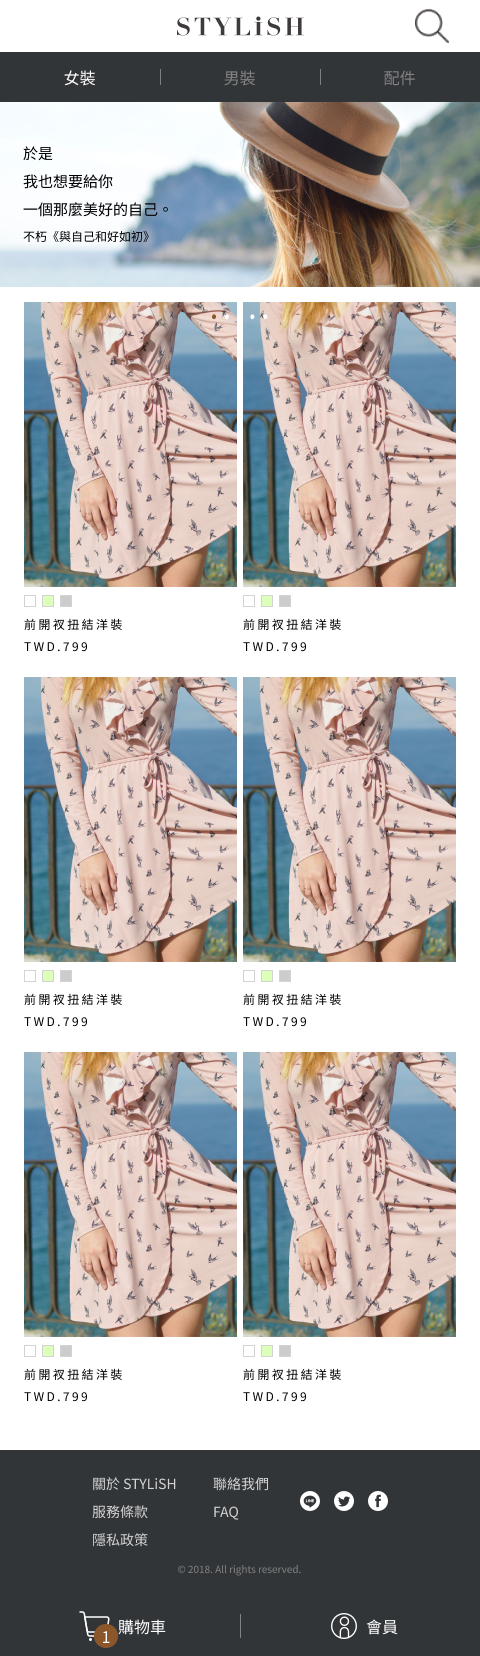 STYLiSH
女裝
男裝
配件
於是
我也想要給你
一個那麼美好的自己。
不朽《與自己和好如初》
前開衩扭結洋裝
TWD.799
前開衩扭結洋裝
TWD.799
前開衩扭結洋裝
TWD.799
前開衩扭結洋裝
TWD.799
前開衩扭結洋裝
TWD.799
前開衩扭結洋裝
TWD.799
關於 STYLiSH
服務條款
隱私政策
聯絡我們
FAQ
LINE
© 2018. All rights reserved.
1
購物車
會員